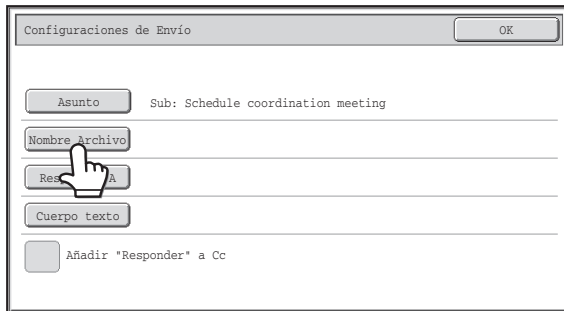 Configuraciones de Envío OK
Asunto Sub: Schedule coordination meeting
Nombre Archivo
A
Cuerpo texto
Añadir "Responder" a Cc